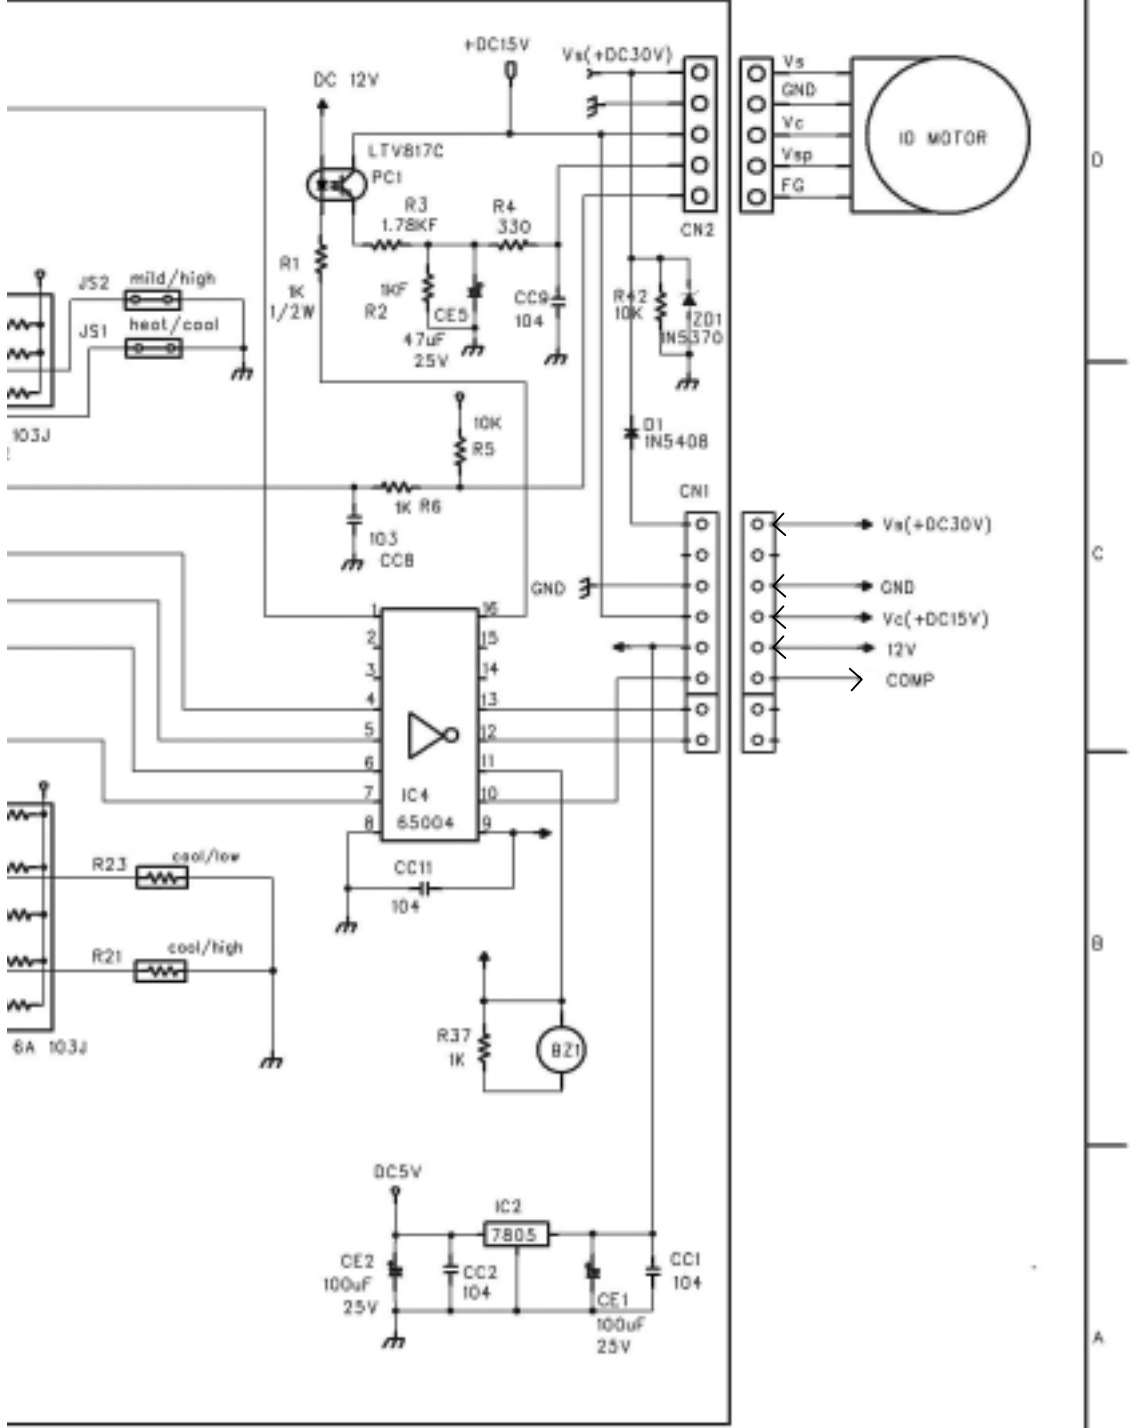 +DC15V
Vs(+DC30V)
DC 12V
Vs
GND
Vc
Vsp
FG
ID MOTOR
D
LTV817C
PC1
R3
1.78KF
R4
330
CN2
R1
1K
1/2W
1KF
R2
CE5
47uF
25V
CC9
104
R42
10K
ZD1
1N5370
JS2
mild/high
JS1
heat/cool
103J
10K
R5
D1
1N5408
1K R6
103
CC8
CN1
Vs(+DC30V)
GND
GND
Vc(+DC15V)
12V
COMP
C
1
2
3
4
5
6
7
8
16
15
14
13
12
11
10
9
IC4
65004
CC11
104
R23
cool/low
R21
cool/high
B
6A 103J
R37
1K
BZ1
DC5V
IC2
7805
CE2
100uF
25V
CC2
104
CE1
100uF
25V
CC1
104
A